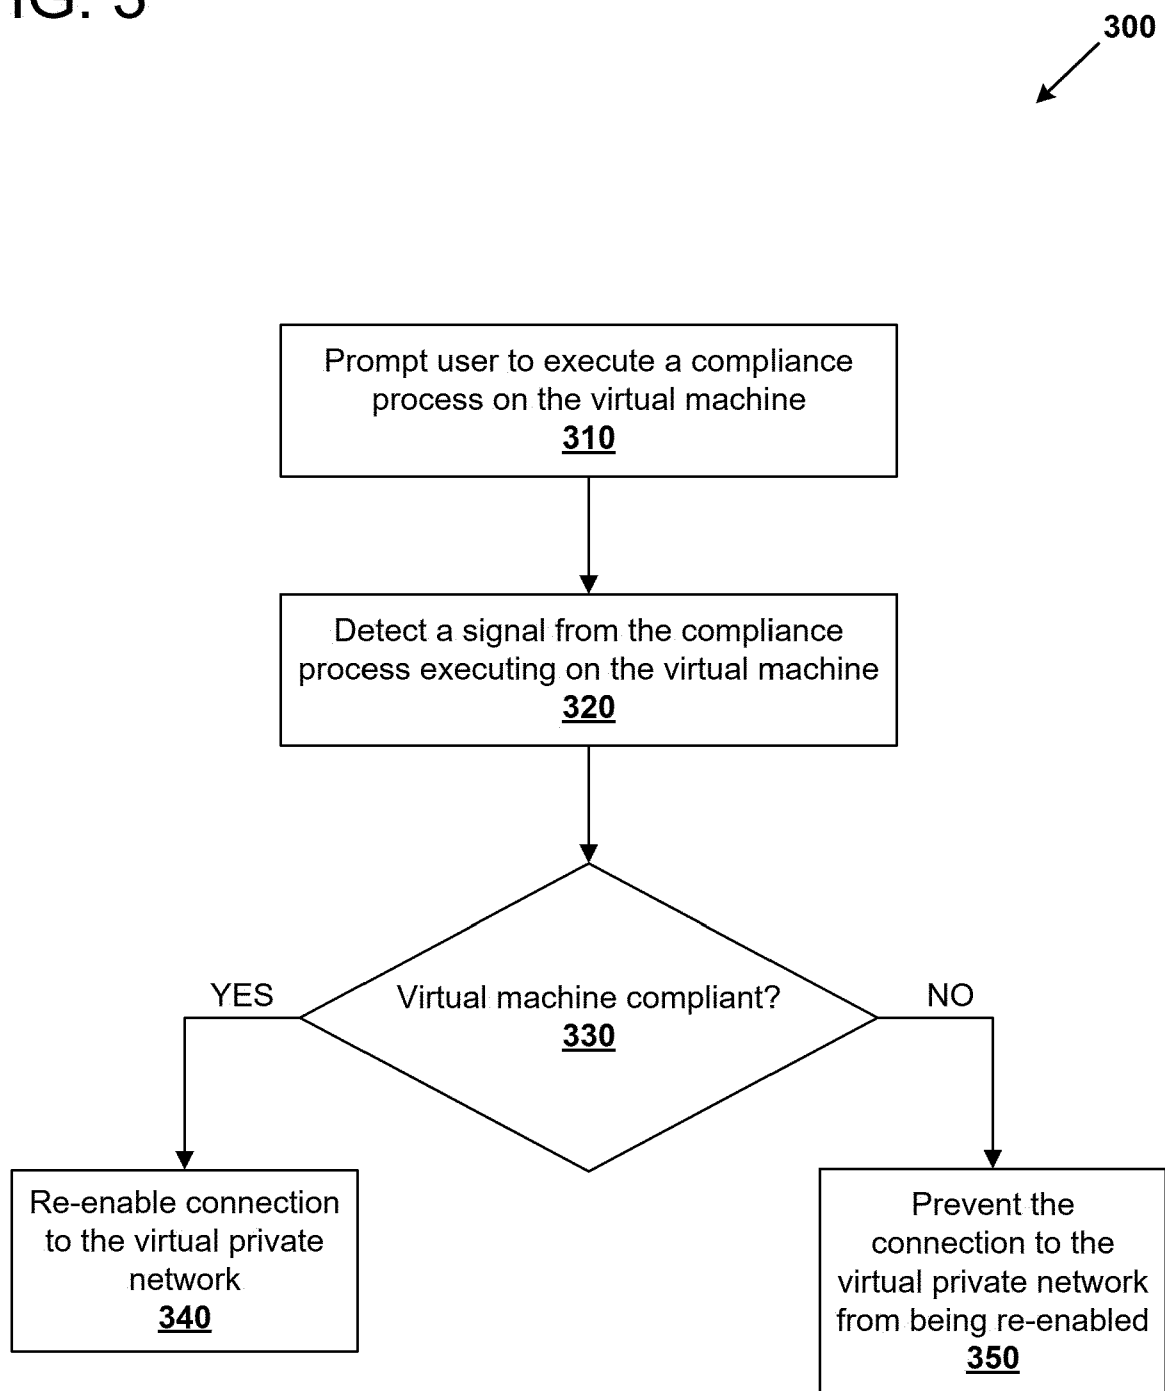 300
Prompt user to execute a compliance
process on the virtual machine
310
Detect a signal from the compliance
process executing on the virtual machine
320
YES
Virtual machine compliant?
330
NO
Re-enable connection
to the virtual private
network
340
Prevent the
connection to the
virtual private network
from being re-enabled
350